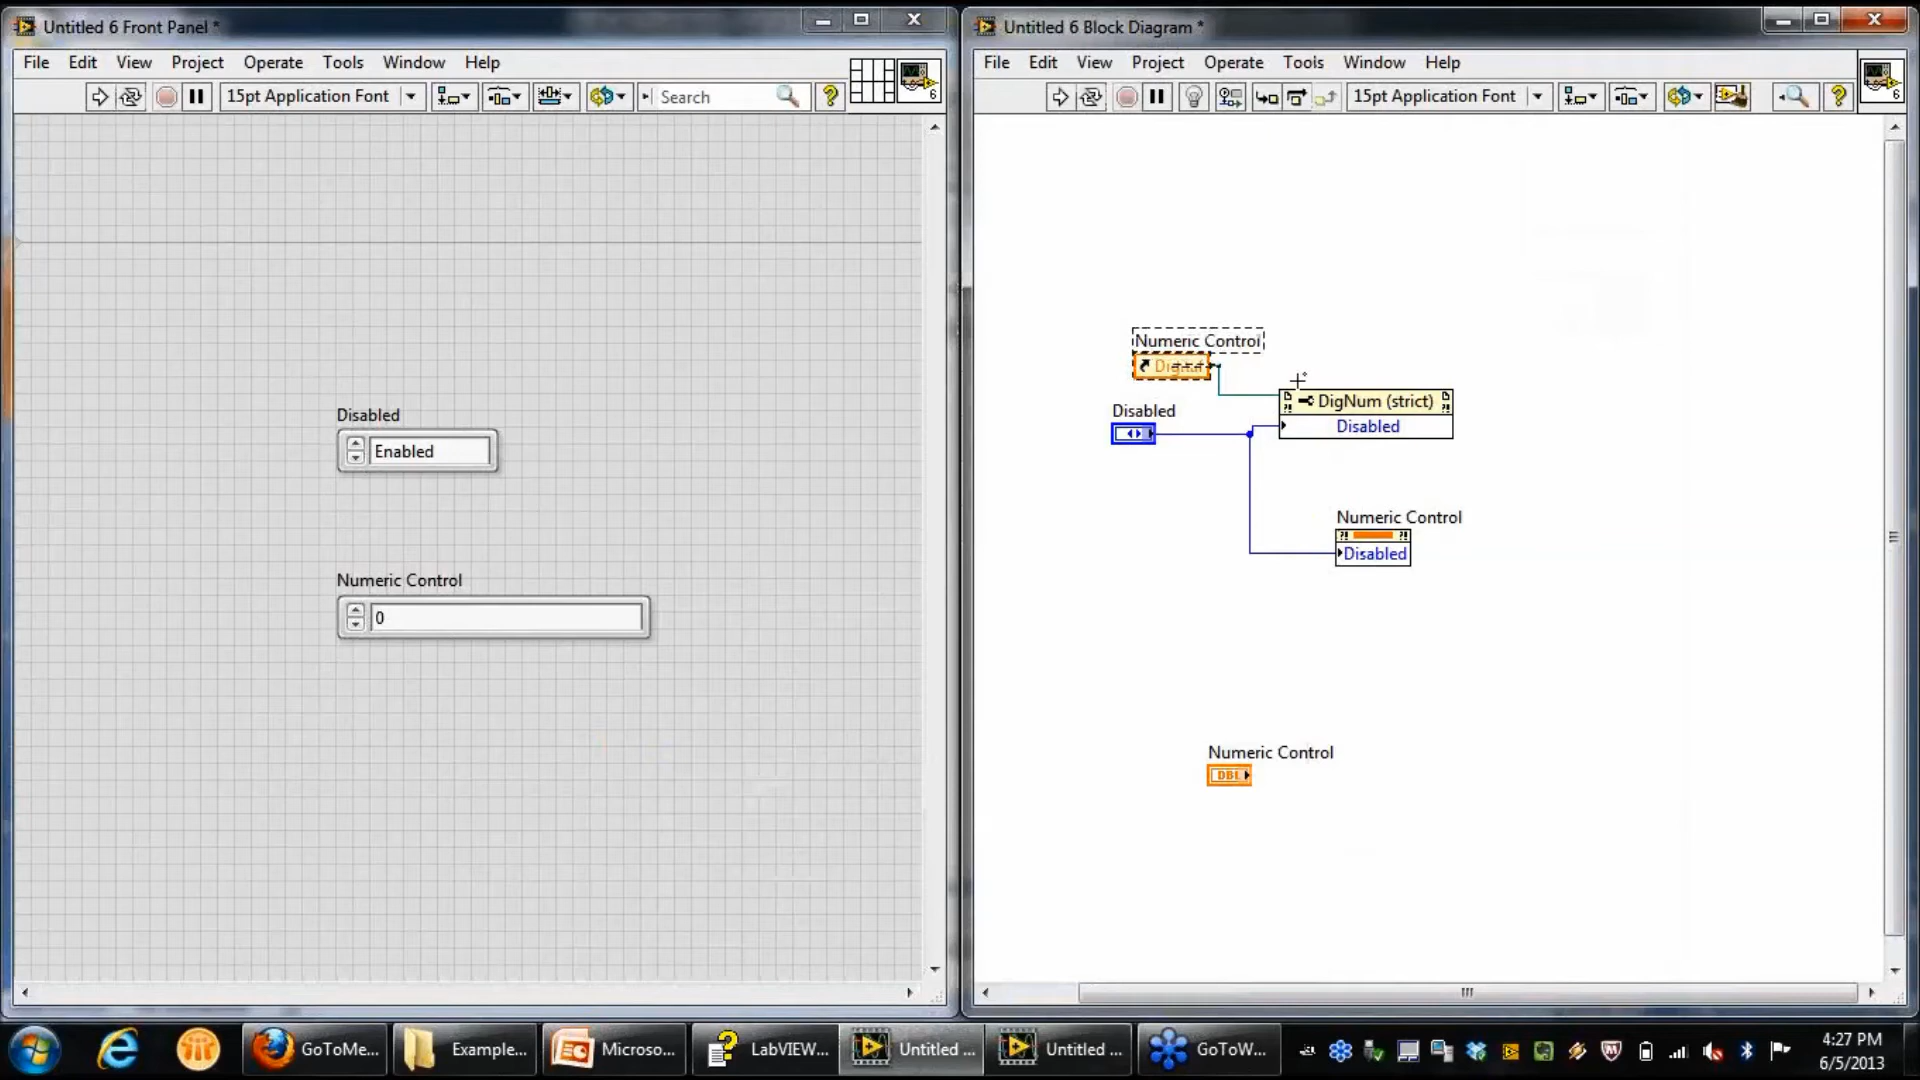 Untitled 6 Front Panel *
File Edit View Project Operate Tools Window Help
15pt Application Font Search ? 6
Disabled
Enabled
Numeric Control
0
Untitled 6 Block Diagram *
File Edit View Project Operate Tools Window Help
15pt Application Font ? 6
Numeric Control
Disabled
DigNum (strict)
Disabled
Numeric Control
Disabled
Numeric Control
DBL
GoToMe... Example... Microso... LabVIEW... Untitled ... Untitled ... GoToW...
4:27 PM
6/5/2013